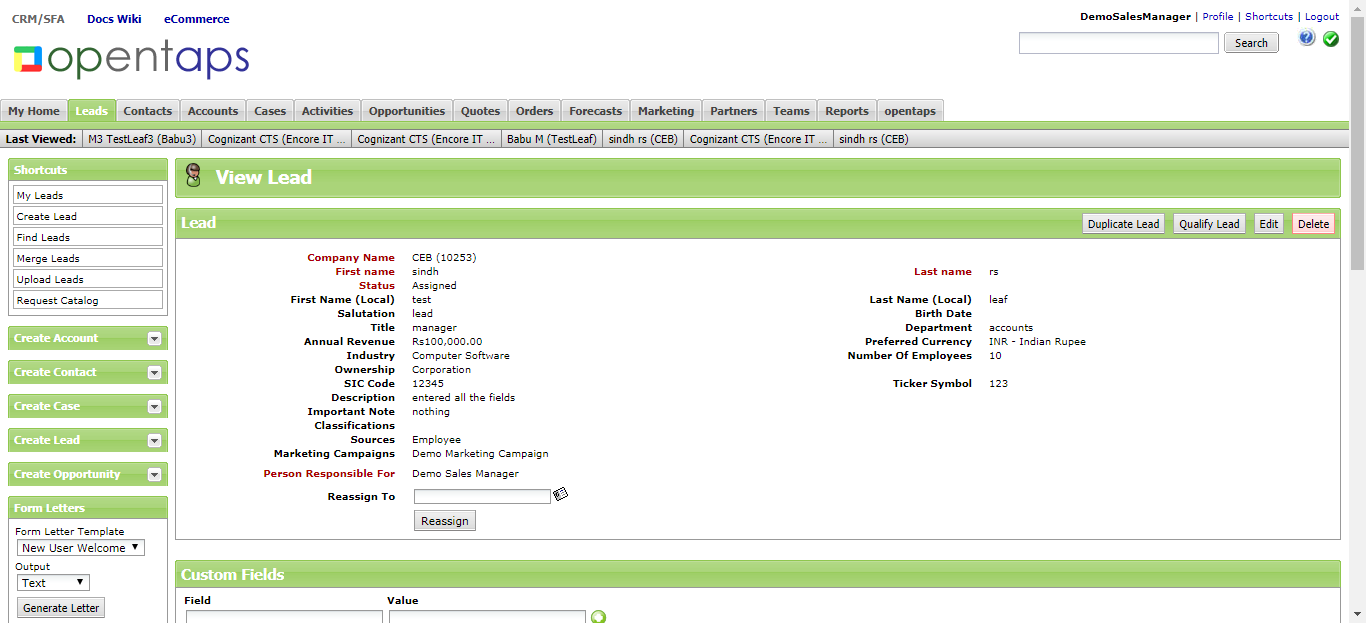 CRM/SFA Docs Wiki eCommerce
DemoSalesManager | Profile | Shortcuts | Logout
opentaps
Search
My Home Leads Contacts Accounts Cases Activities Opportunities Quotes Orders Forecasts Marketing Partners Teams Reports opentaps
Last Viewed: M3 TestLeaf3 (Babu3) Cognizant CTS (Encore IT ... Cognizant CTS (Encore IT ... Babu M (TestLeaf) sindh rs (CEB) Cognizant CTS (Encore IT ... sindh rs (CEB)
Shortcuts
My Leads
Create Lead
Find Leads
Merge Leads
Upload Leads
Request Catalog
Create Account
Create Contact
Create Case
Create Lead
Create Opportunity
Form Letters
Form Letter Template
New User Welcome
Output
Text
Generate Letter
View Lead
Lead
Duplicate Lead Qualify Lead Edit Delete
Company Name CEB (10253)
First name sindh Last name rs
Status Assigned
First Name (Local) test Last Name (Local) leaf
Salutation lead Birth Date
Title manager Department accounts
Annual Revenue Rs100,000.00 Preferred Currency INR - Indian Rupee
Industry Computer Software Number Of Employees 10
Ownership Corporation
SIC Code 12345 Ticker Symbol 123
Description entered all the fields
Important Note nothing
Classifications
Sources Employee
Marketing Campaigns Demo Marketing Campaign
Person Responsible For Demo Sales Manager
Reassign To
Reassign
Custom Fields
Field Value